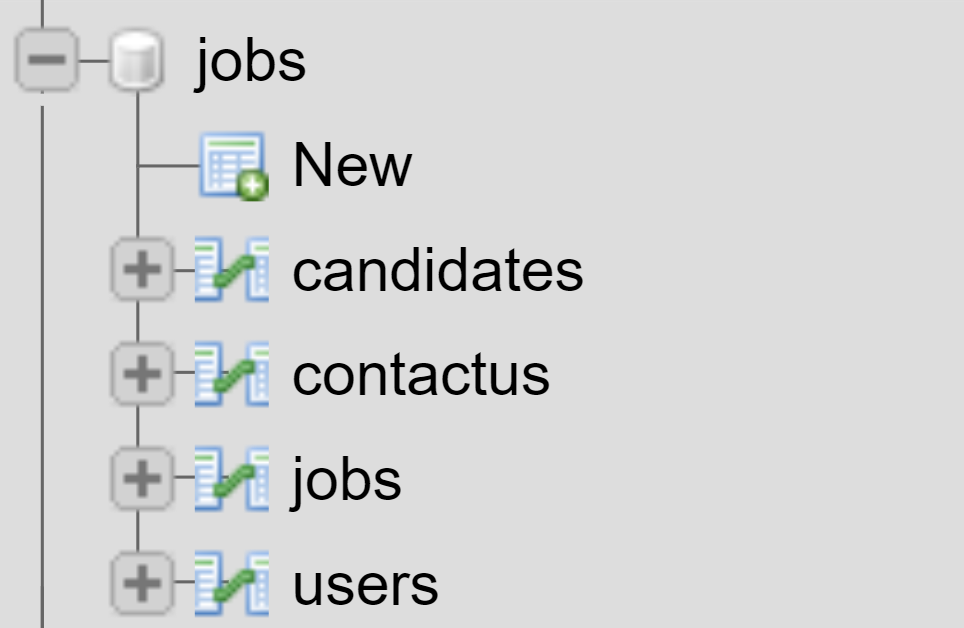 jobs
New
candidates
contactus
jobs
users